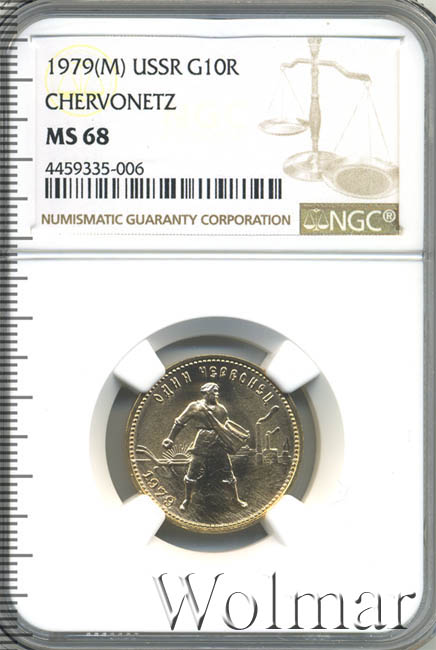 1979(M) USSR G10R
CHERVONETZ
MS 68
4459335-006
NUMISMATIC GUARANTY CORPORATION
NGC®
ОДИН ЧЕРВОНЕЦ
1979
Wolmar